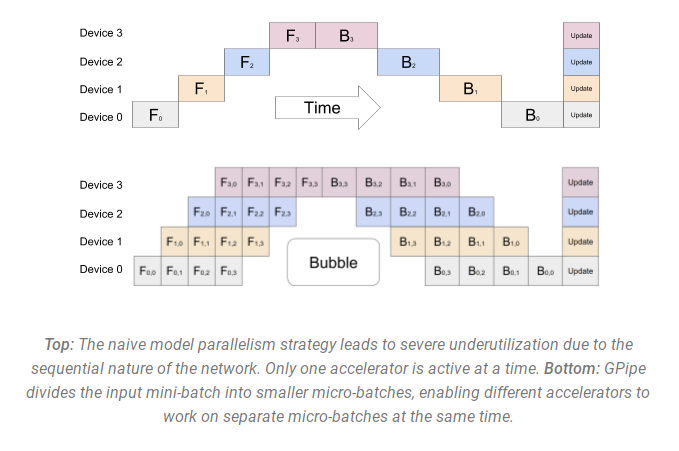 Device 3 F3 B3 Update
Device 2 F2 B2 Update
Device 1 F1 Time B1 Update
Device 0 F0 B0 Update
Device 3 F3,0 F3,1 F3,2 F3,3 B3,3 B3,2 B3,1 B3,0 Update
Device 2 F2,0 F2,1 F2,2 F2,3 B2,3 B2,2 B2,1 B2,0 Update
Device 1 F1,0 F1,1 F1,2 F1,3 B1,3 B1,2 B1,1 B1,0 Update
Device 0 F0,0 F0,1 F0,2 F0,3 Bubble B0,3 B0,2 B0,1 B0,0 Update
Top: The naive model parallelism strategy leads to severe underutilization due to the
sequential nature of the network. Only one accelerator is active at a time. Bottom: GPipe
divides the input mini-batch into smaller micro-batches, enabling different accelerators to
work on separate micro-batches at the same time.